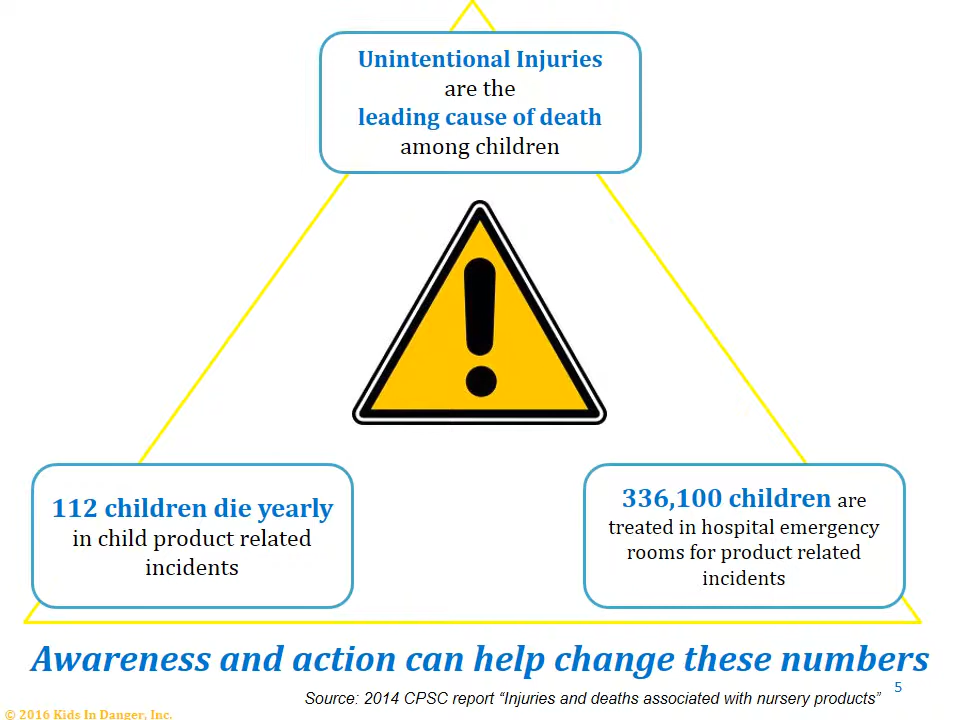 Unintentional Injuries
are the
leading cause of death
among children
112 children die yearly
in child product related
incidents
336,100 children are
treated in hospital emergency
rooms for product related
incidents
Awareness and action can help change these numbers
Source: 2014 CPSC report “Injuries and deaths associated with nursery products”
5
© 2016 Kids In Danger, Inc.